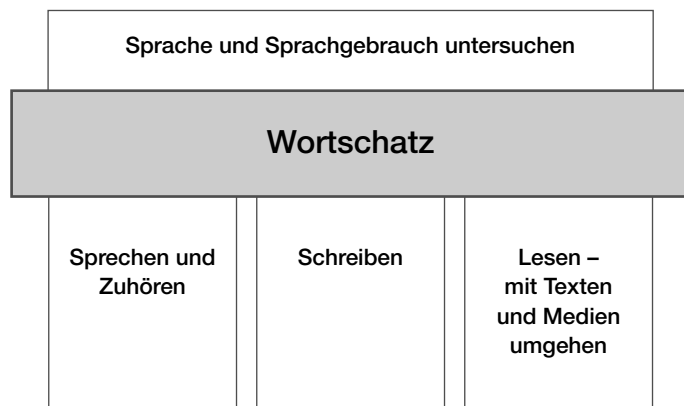 Sprache und Sprachgebrauch untersuchen
Wortschatz
Sprechen und
Zuhören
Schreiben
Lesen –
mit Texten
und Medien
umgehen